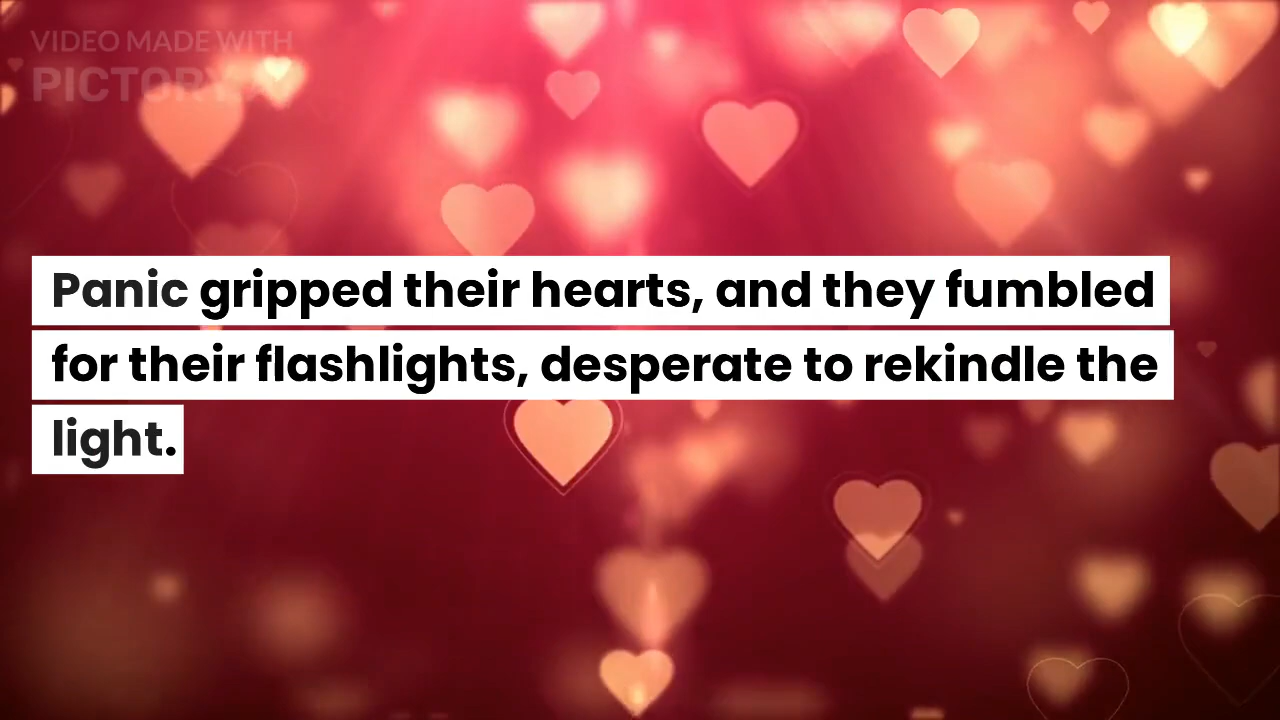 VIDEO MADE WITH
PICTORY.AI
Panic gripped their hearts, and they fumbled
for their flashlights, desperate to rekindle the
light.